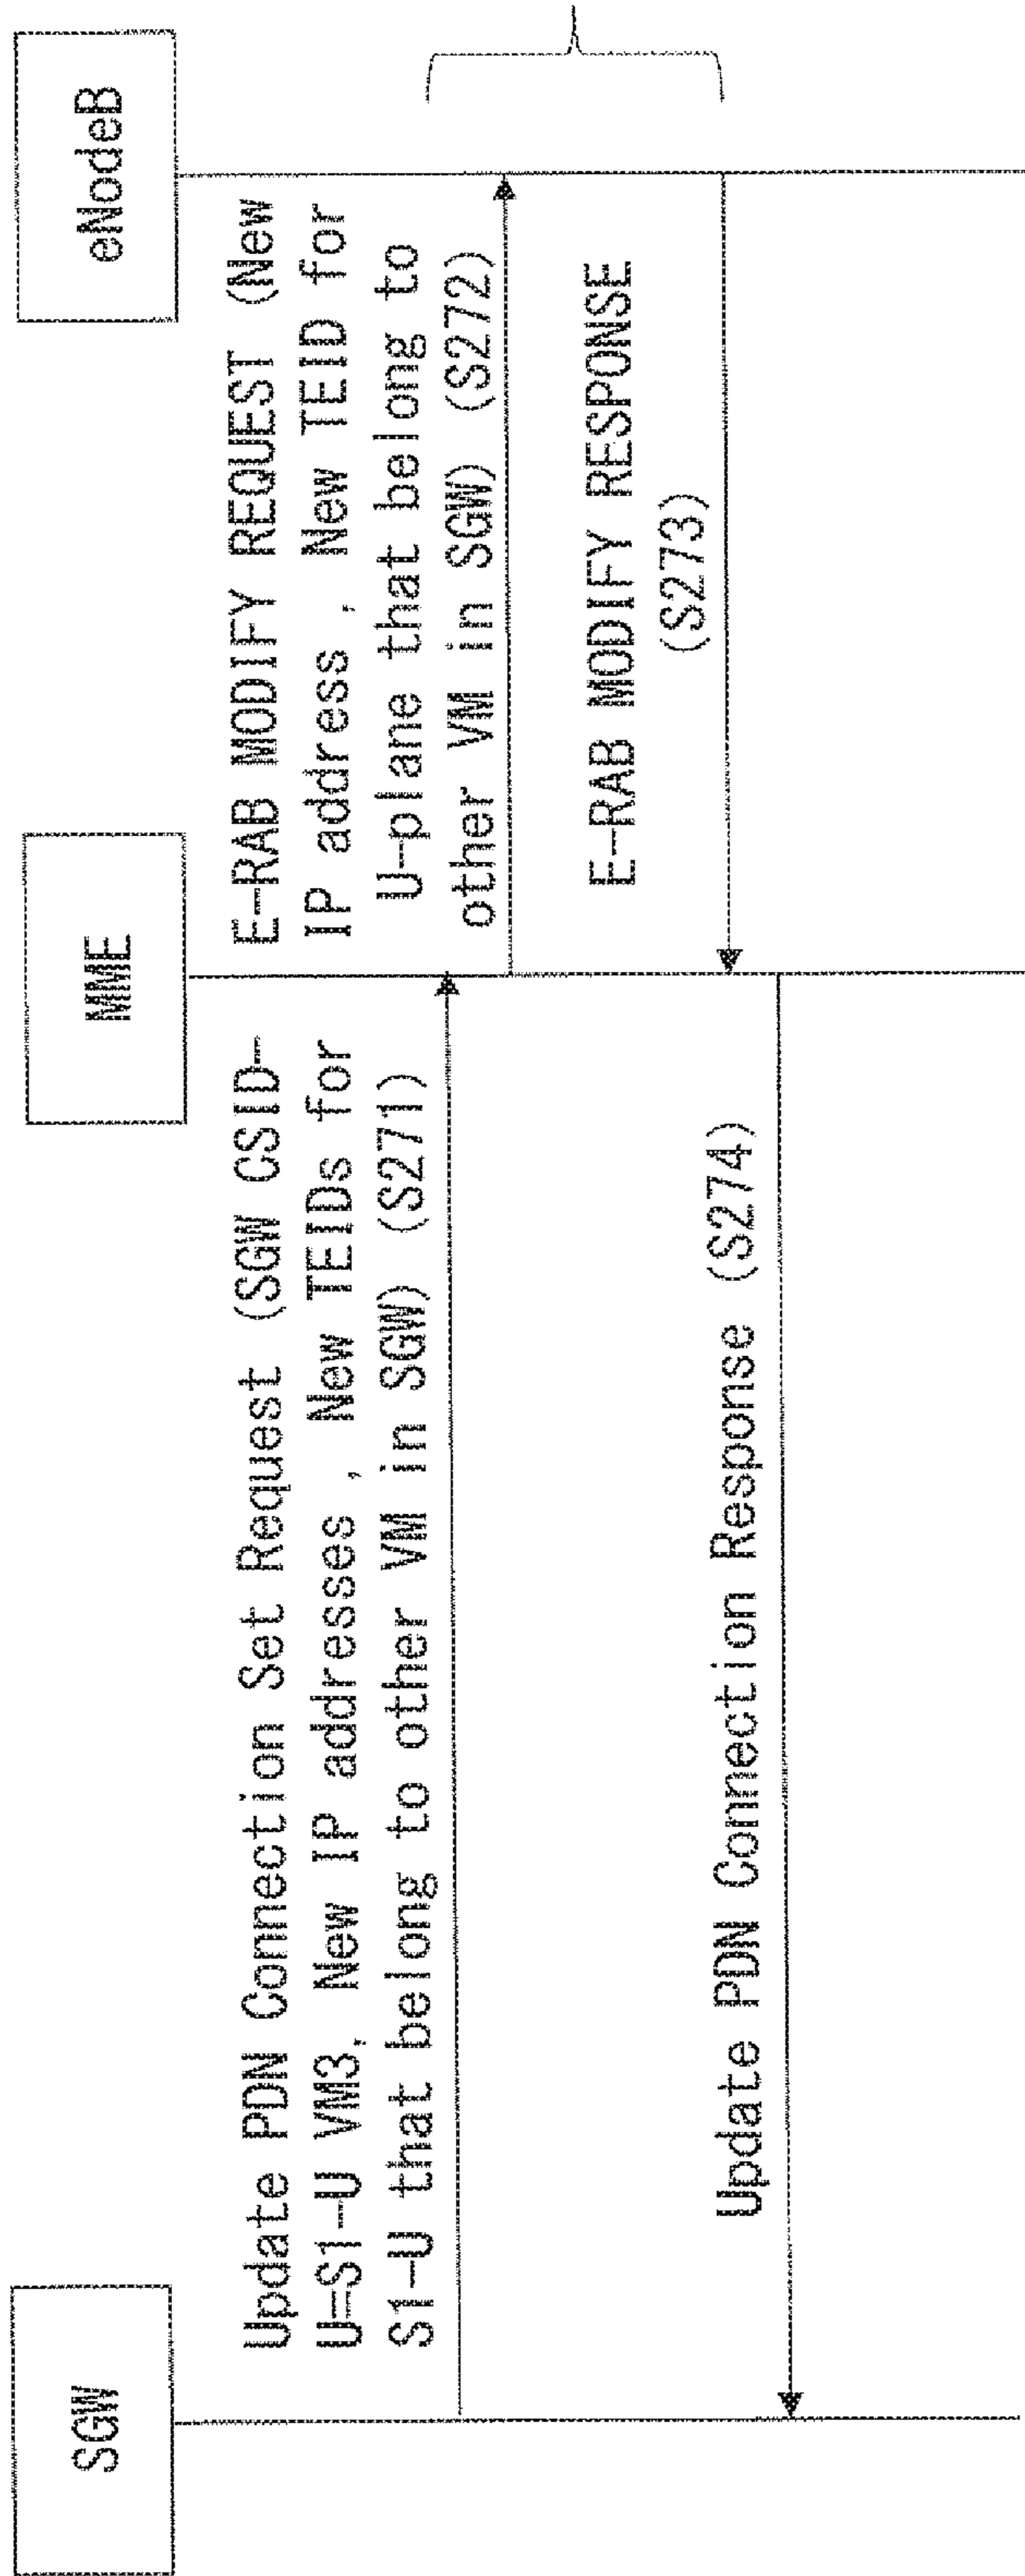 SGW
MME
eNodeB
Update PDN Connection Set Request (SGW CSID-
U-S1-U VM3, New IP addresses , New TEIDs for
S1-U that belong to other VM in SGW) (S271)
E-RAB MODIFY REQUEST (New
IP address , New TEID for
U-plane that belong to
other VM in SGW) (S272)
E-RAB MODIFY RESPONSE
(S273)
Update PDN Connection Response (S274)